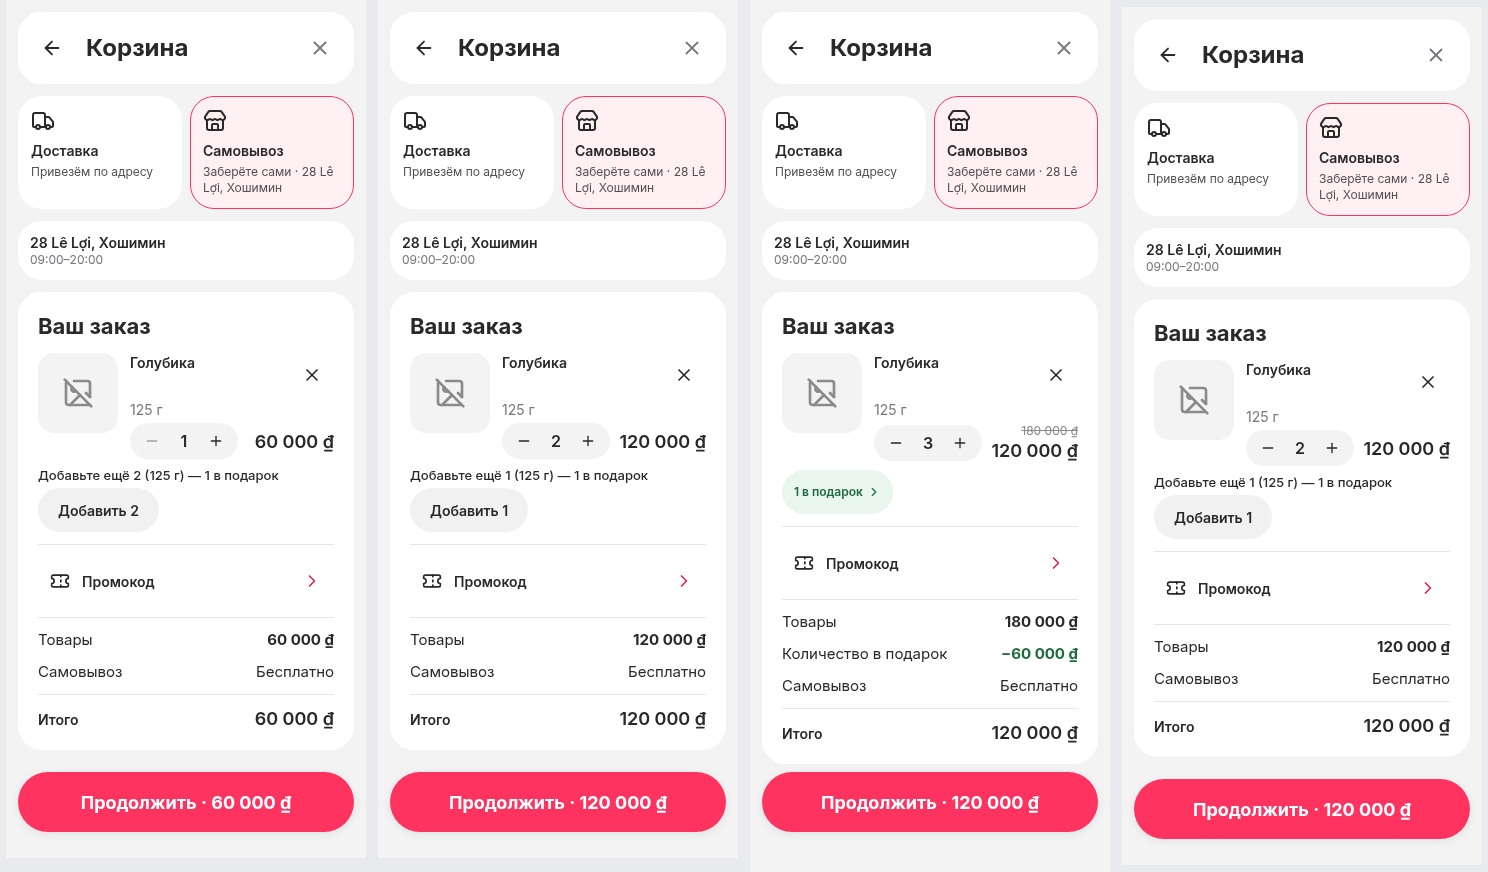 Корзина
Доставка
Привезём по адресу
Самовывоз
Заберёте сами · 28 Lê
Lợi, Хошимин
28 Lê Lợi, Хошимин
09:00–20:00
Ваш заказ
Голубика
125 г
1
60 000 ₫
Добавьте ещё 2 (125 г) — 1 в подарок
Добавить 2
Промокод
Товары
60 000 ₫
Самовывоз
Бесплатно
Итого
60 000 ₫
Продолжить · 60 000 ₫
Корзина
Доставка
Привезём по адресу
Самовывоз
Заберёте сами · 28 Lê
Lợi, Хошимин
28 Lê Lợi, Хошимин
09:00–20:00
Ваш заказ
Голубика
125 г
2
120 000 ₫
Добавьте ещё 1 (125 г) — 1 в подарок
Добавить 1
Промокод
Товары
120 000 ₫
Самовывоз
Бесплатно
Итого
120 000 ₫
Продолжить · 120 000 ₫
Корзина
Доставка
Привезём по адресу
Самовывоз
Заберёте сами · 28 Lê
Lợi, Хошимин
28 Lê Lợi, Хошимин
09:00–20:00
Ваш заказ
Голубика
125 г
3
180 000 ₫
120 000 ₫
1 в подарок
Промокод
Товары
180 000 ₫
Количество в подарок
−60 000 ₫
Самовывоз
Бесплатно
Итого
120 000 ₫
Продолжить · 120 000 ₫
Корзина
Доставка
Привезём по адресу
Самовывоз
Заберёте сами · 28 Lê
Lợi, Хошимин
28 Lê Lợi, Хошимин
09:00–20:00
Ваш заказ
Голубика
125 г
2
120 000 ₫
Добавьте ещё 1 (125 г) — 1 в подарок
Добавить 1
Промокод
Товары
120 000 ₫
Самовывоз
Бесплатно
Итого
120 000 ₫
Продолжить · 120 000 ₫